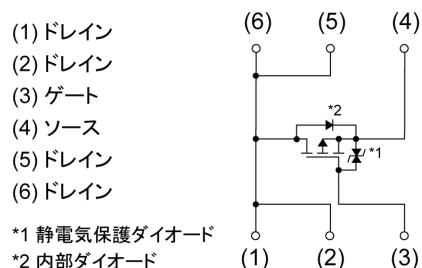 (1) ドレイン
(2) ドレイン
(3) ゲート
(4) ソース
(5) ドレイン
(6) ドレイン
*1 静電気保護ダイオード
*2 内部ダイオード
(6) (5) (4)
*2
*1
(1) (2) (3)